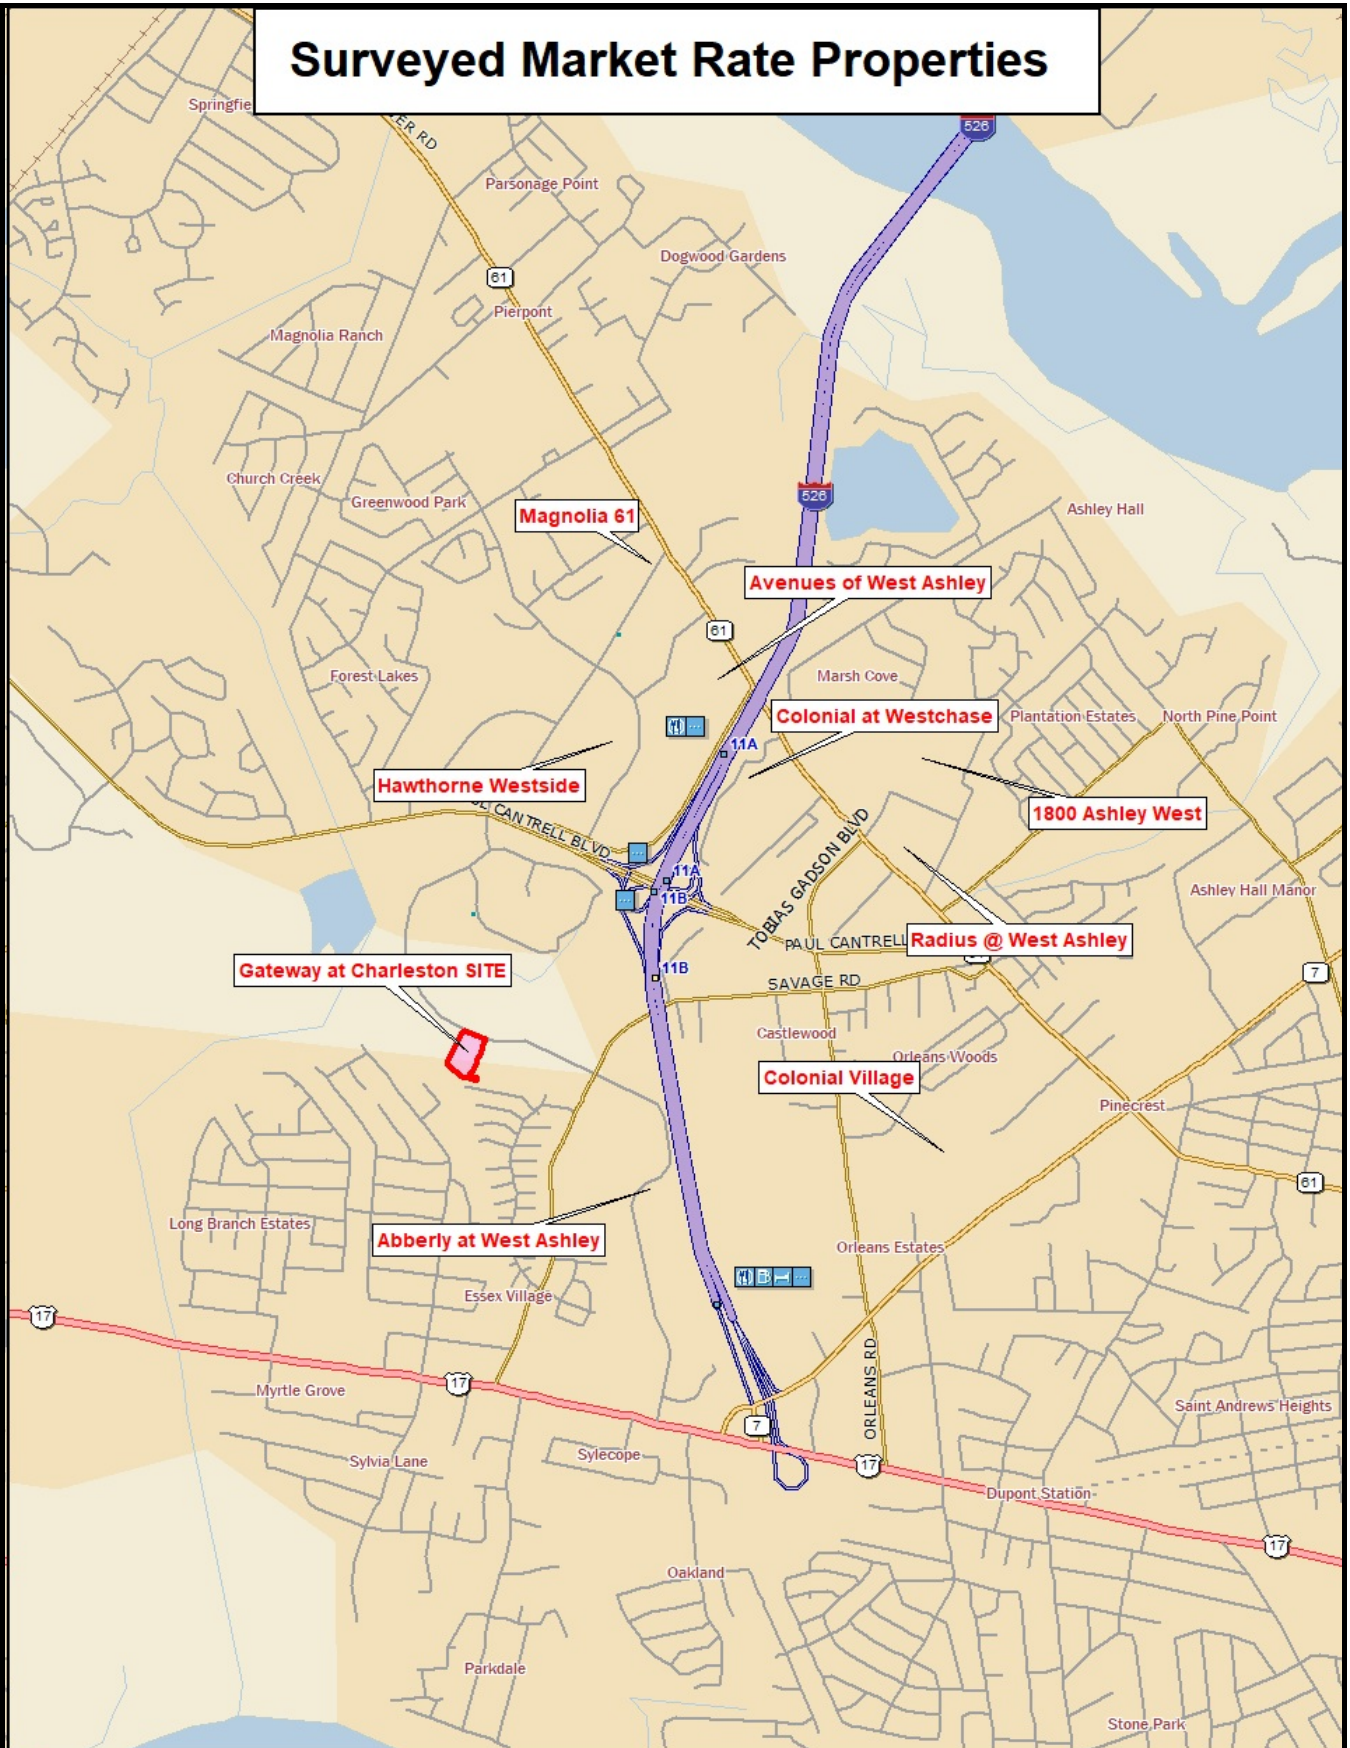 Surveyed Market Rate Properties
526
Springfie
ER RD
Parsonage Point
Dogwood Gardens
61
Pierpont
Magnolia Ranch
Church Creek
Greenwood Park
526
Ashley Hall
Magnolia 61
Avenues of West Ashley
61
Forest Lakes
Marsh Cove
Colonial at Westchase
Plantation Estates
North Pine Point
11A
Hawthorne Westside
1800 Ashley West
L CANTRELL BLVD
TOBIAS GADSON BLVD
11A
11B
Ashley Hall Manor
PAUL CANTRELL
Radius @ West Ashley
Gateway at Charleston SITE
11B
7
SAVAGE RD
Castlewood
Orleans Woods
Colonial Village
Pinecrest
61
Long Branch Estates
Abberly at West Ashley
Orleans Estates
Essex Village
17
ORLEANS RD
17
Myrtle Grove
7
Saint Andrews Heights
Sylvia Lane
Sylecope
17
Dupont Station
17
Oakland
Parkdale
Stone Park